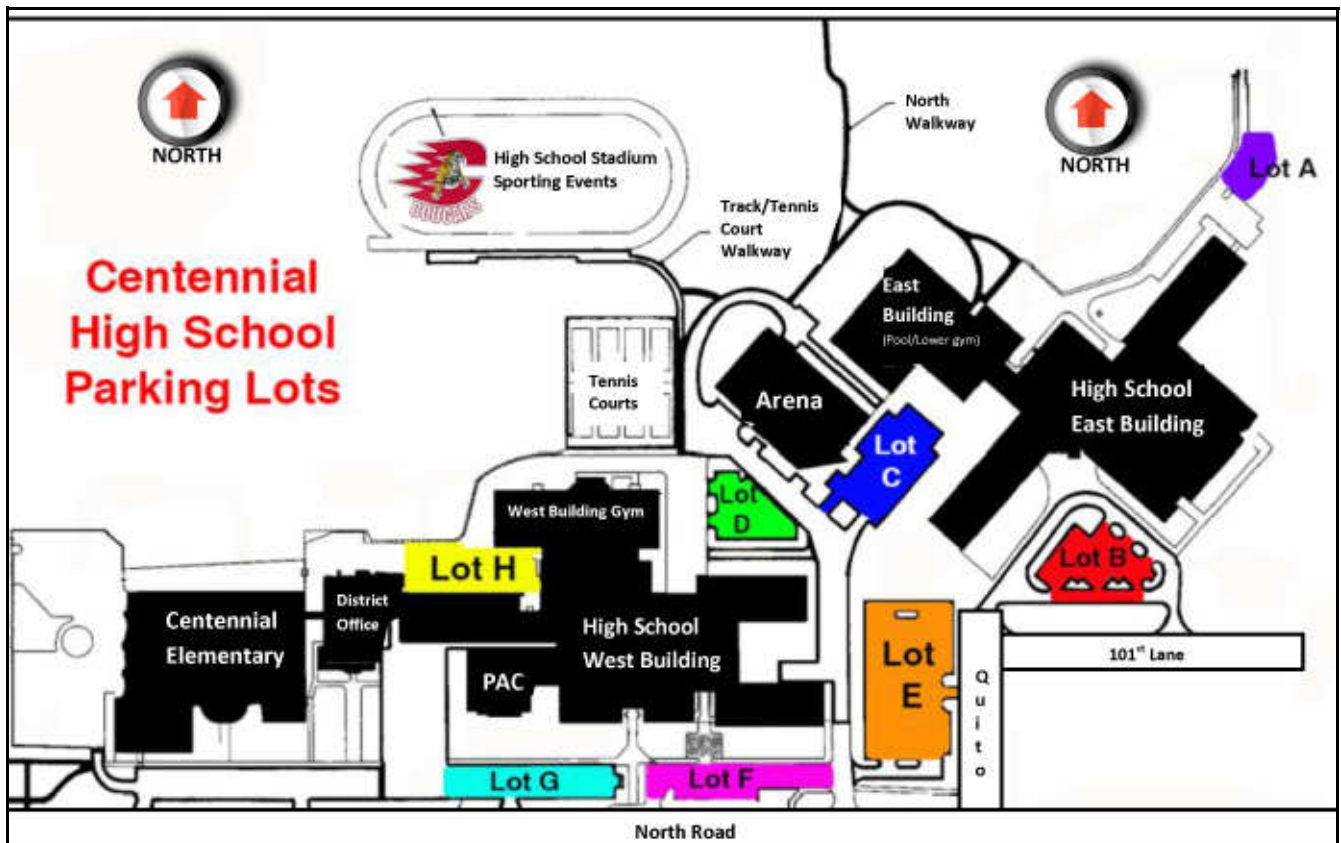 NORTH
NORTH
North
Walkway
Lot A
High School Stadium
Sporting Events
COUGARS
Track/Tennis
Court
Walkway
Centennial
High School
Parking Lots
East
Building
(Pool/Lower gym)
Tennis
Courts
Arena
High School
East Building
Lot
C
Lot
D
West Building Gym
Lot B
Lot H
District
Office
Centennial
Elementary
High School
West Building
PAC
Lot
E
101st Lane
Quito
Lot G
Lot F
North Road